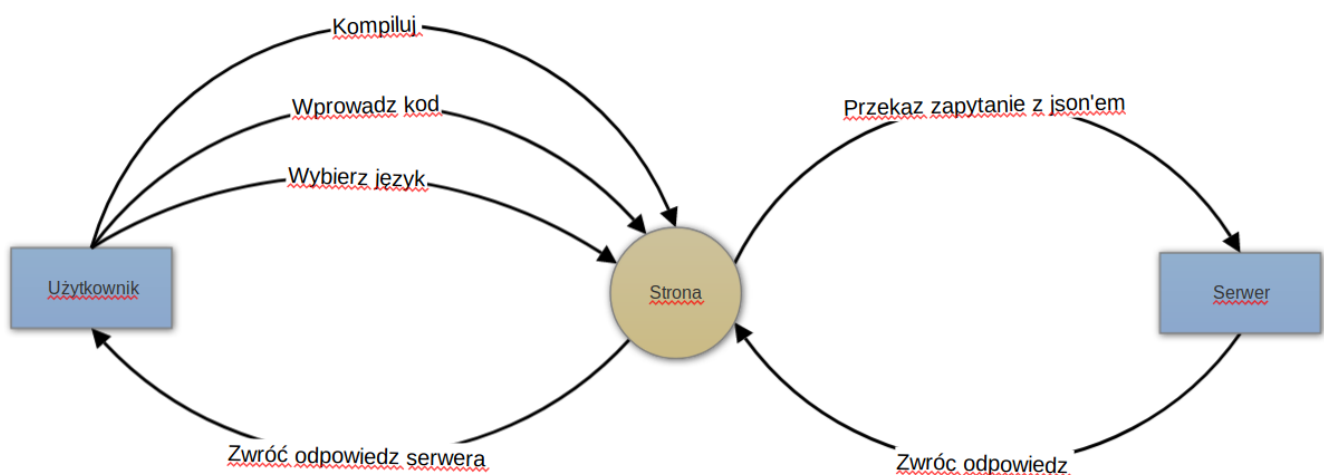 Kompiluj
Wprowadz kod
Przekaz zapytanie z json'em
Wybierz język
Użytkownik
Strona
Serwer
Zwróć odpowiedz serwera
Zwróc odpowiedz